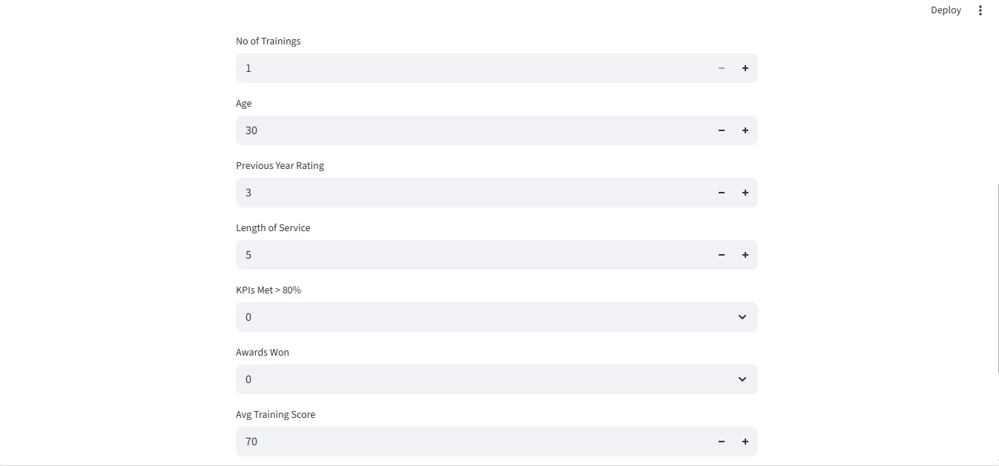 Deploy
No of Trainings
1
Age
30
Previous Year Rating
3
Length of Service
5
KPIs Met > 80%
0
Awards Won
0
Avg Training Score
70